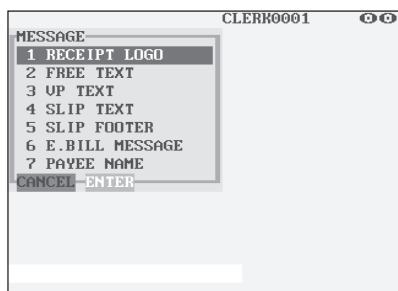 CLERK0001
MESSAGE
1 RECEIPT LOGO
2 FREE TEXT
3 VP TEXT
4 SLIP TEXT
5 SLIP FOOTER
6 E.BILL MESSAGE
7 PAYEE NAME
CANCEL ENTER